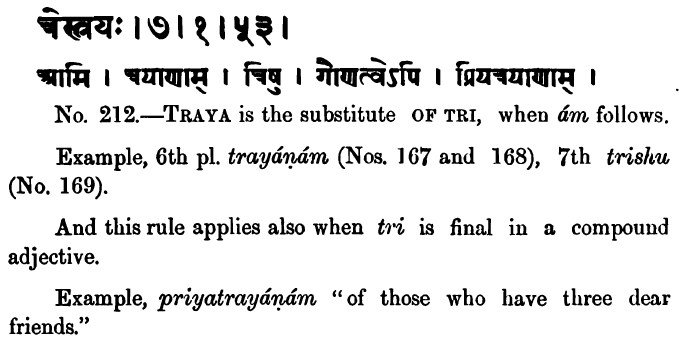 त्रेस्त्रयः । ७ । १ । ५३ ।
आमि । त्रयाणाम् । त्रिषु । गौणत्वेऽपि । प्रियत्रयाणाम् ।
No. 212.—TRAYA is the substitute OF TRI, when ám follows.
Example, 6th pl. trayáṇám (Nos. 167 and 168), 7th trishu
(No. 169).
And this rule applies also when tri is final in a compound
adjective.
Example, priyatrayáṇám "of those who have three dear
friends."